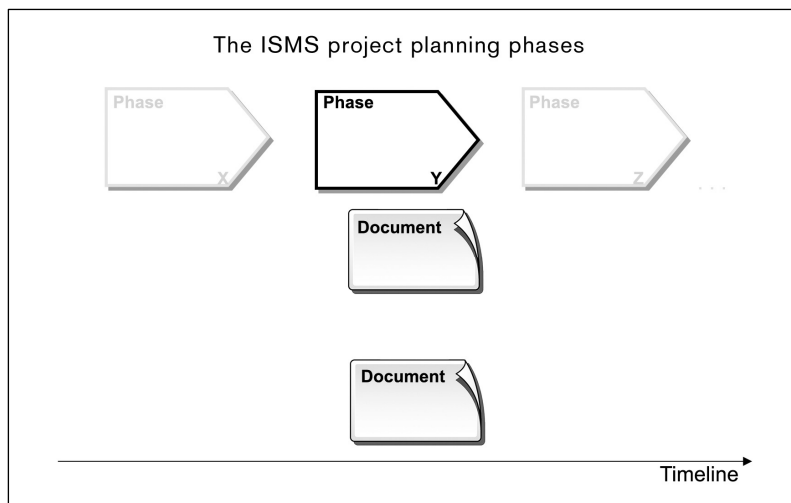 The ISMS project planning phases
Phase Phase Phase
X Y Z ...
Document
Document
Timeline